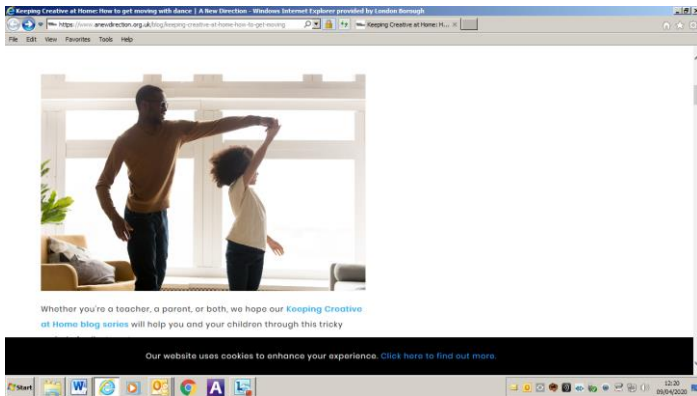 Keeping Creative at Home: How to get moving with dance | A New Direction - Windows Internet Explorer provided by London Borough
https://www.anewdirection.org.uk/blog/keeping-creative-at-home-how-to-get-moving
Keeping Creative at Home: H...
File Edit View Favorites Tools Help
Whether you're a teacher, a parent, or both, we hope our Keeping Creative
at Home blog series will help you and your children through this tricky
Our website uses cookies to enhance your experience. Click here to find out more.
Start
12:20
09/04/2020